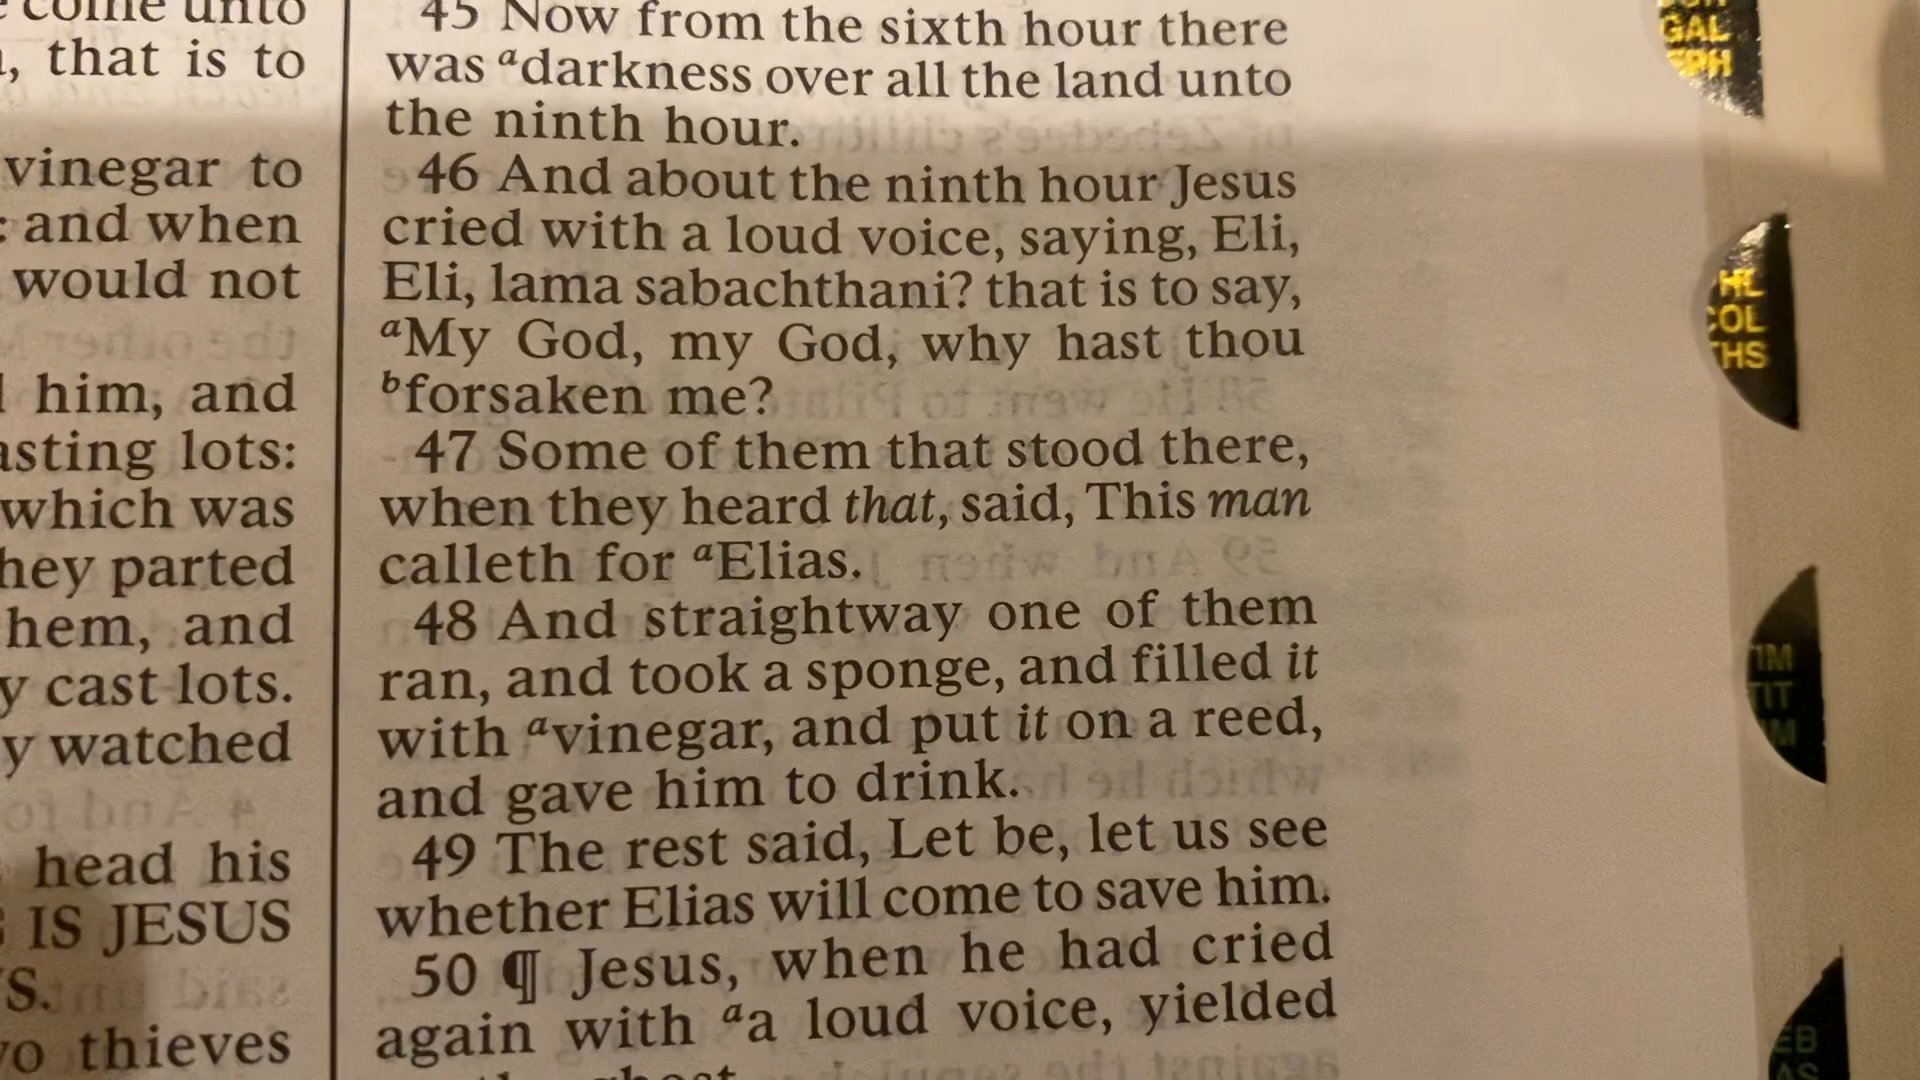 come unto
, that is to
vinegar to
and when
would not
him, and
lots:
which was
parted
and
cast lots.
watched
head his
IS JESUS
thieves
45 Now from the sixth hour there
was ᵃdarkness over all the land unto
the ninth hour.
46 And about the ninth hour Jesus
cried with a loud voice, saying, Eli,
Eli, lama sabachthani? that is to say,
ᵃMy God, my God, why hast thou
ᵇforsaken me?
47 Some of them that stood there,
when they heard that, said, This man
calleth for ᵃElias.
48 And straightway one of them
ran, and took a sponge, and filled it
with ᵃvinegar, and put it on a reed,
and gave him to drink.
49 The rest said, Let be, let us see
whether Elias will come to save him.
50 ¶ Jesus, when he had cried
again with ᵃa loud voice, yielded
GAL
EPH
COL
THS
TIM
TIT